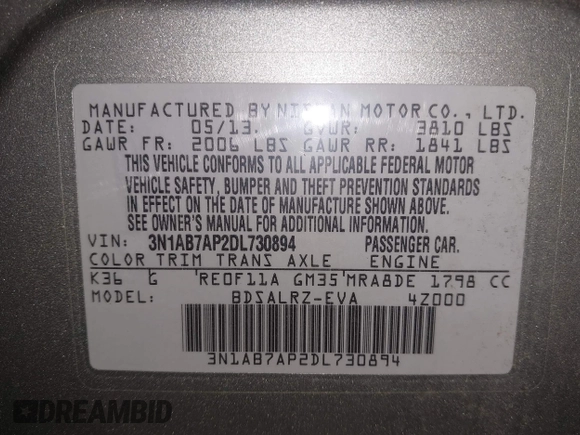 MANUFACTURED BY NISSAN MOTOR CO., LTD.
DATE: 05/13. GVWR: 3810 LBS
GAWR FR: 2006 LBS GAWR RR: 1841 LBS
THIS VEHICLE CONFORMS TO ALL APPLICABLE FEDERAL MOTOR
VEHICLE SAFETY, BUMPER AND THEFT PREVENTION STANDARDS
IN EFFECT ON THE DATE OF MANUFACTURE SHOWN ABOVE.
SEE OWNER'S MANUAL FOR ADDITIONAL INFORMATION.
VIN: 3N1AB7AP2DL730894 PASSENGER CAR.
COLOR TRIM TRANS AXLE ENGINE
K36 G RE0F11A GM35 MRA8DE 1798 CC
MODEL: BDSALRZ-EVA 4Z000
3N1AB7AP2DL730894
DREAMBID